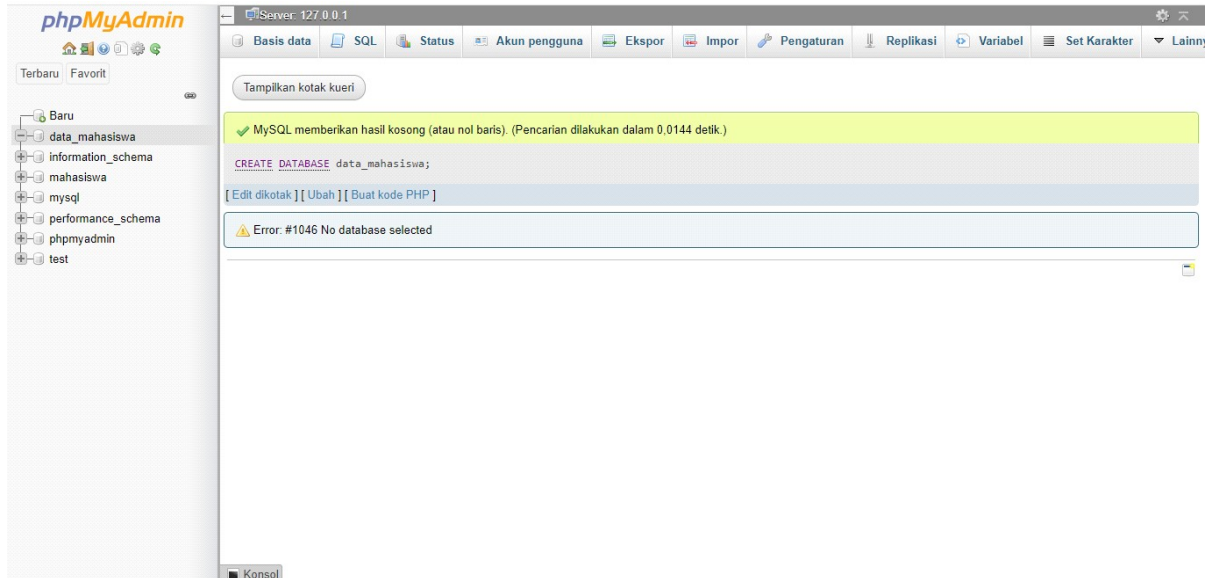 phpMyAdmin
Terbaru Favorit
Baru
data_mahasiswa
information_schema
mahasiswa
mysql
performance_schema
phpmyadmin
test
Server: 127.0.0.1
Basis data SQL Status Akun pengguna Ekspor Impor Pengaturan Replikasi Variabel Set Karakter Lainny
Tampilkan kotak kueri
MySQL memberikan hasil kosong (atau nol baris). (Pencarian dilakukan dalam 0,0144 detik.)
CREATE DATABASE data_mahasiswa;
[ Edit dikotak ] [ Ubah ] [ Buat kode PHP ]
Error: #1046 No database selected
Konsol